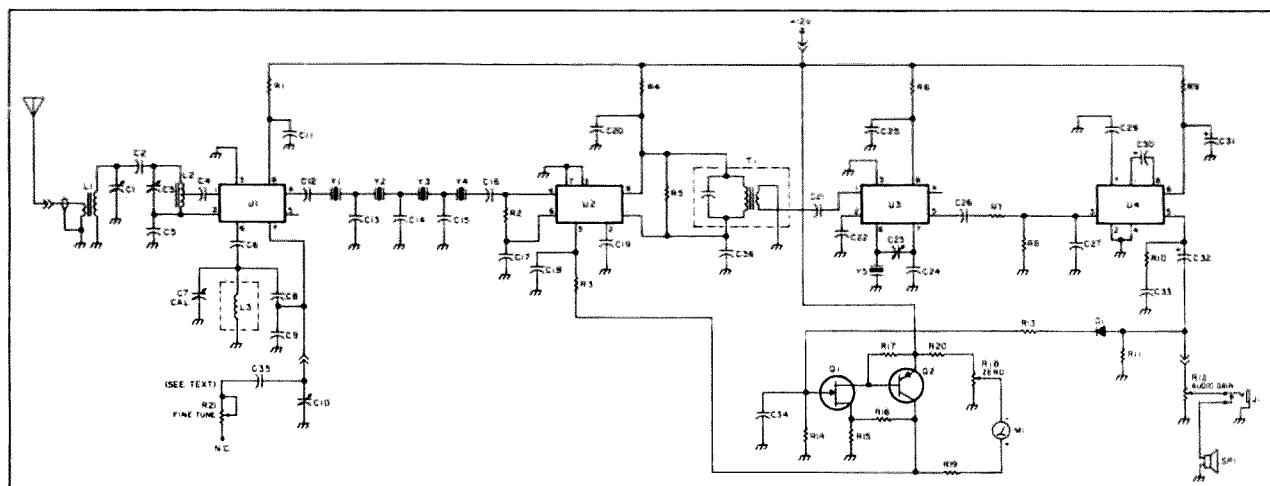 +12V
R1
R4
R6
R9
C11
C20
C25
C29
C30
C31
C2
L1
C1
C3
L2
C4
C5
U1
C12
Y1
Y2
Y3
Y4
C16
C13
C14
C15
R2
C17
U2
R5
T1
C21
U3
C26
R7
R8
C27
U4
C6
C7
CAL
L3
C8
C9
C18
R3
C19
C36
C22
C23
Y5
C24
R10
C33
C32
R13
D1
R11
(SEE TEXT)
C35
R21
FINE TUNE
C10
N.C.
R17
R20
Q1
Q2
R18
ZERO
R16
C34
R14
R15
R19
M1
R12
AUDIO GAIN
J1
SP1